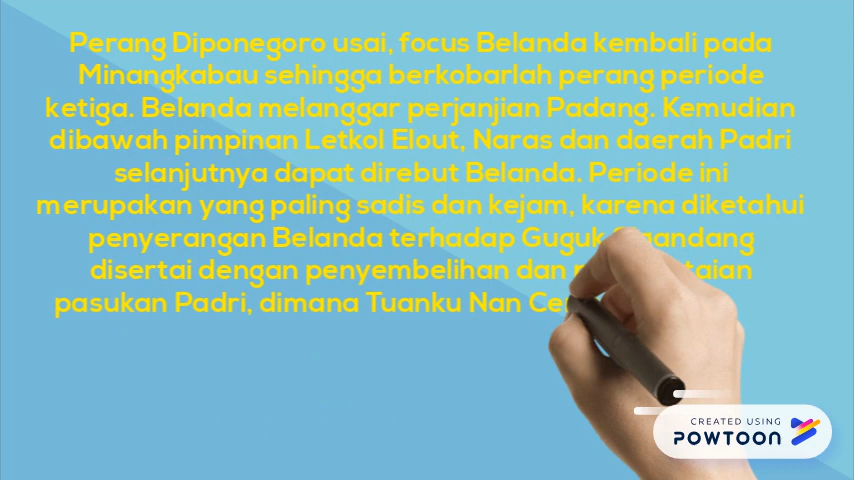 Perang Diponegoro usai, focus Belanda kembali pada
Minangkabau sehingga berkobarlah perang periode
ketiga. Belanda melanggar perjanjian Padang. Kemudian
dibawah pimpinan Letkol Elout, Naras dan daerah Padri
selanjutnya dapat direbut Belanda. Periode ini
merupakan yang paling sadis dan kejam, karena diketahui
penyerangan Belanda terhadap Guguk
disertai dengan penyembelihan dan
pasukan Padri, dimana Tuanku Nan
CREATED USING
POWTOON